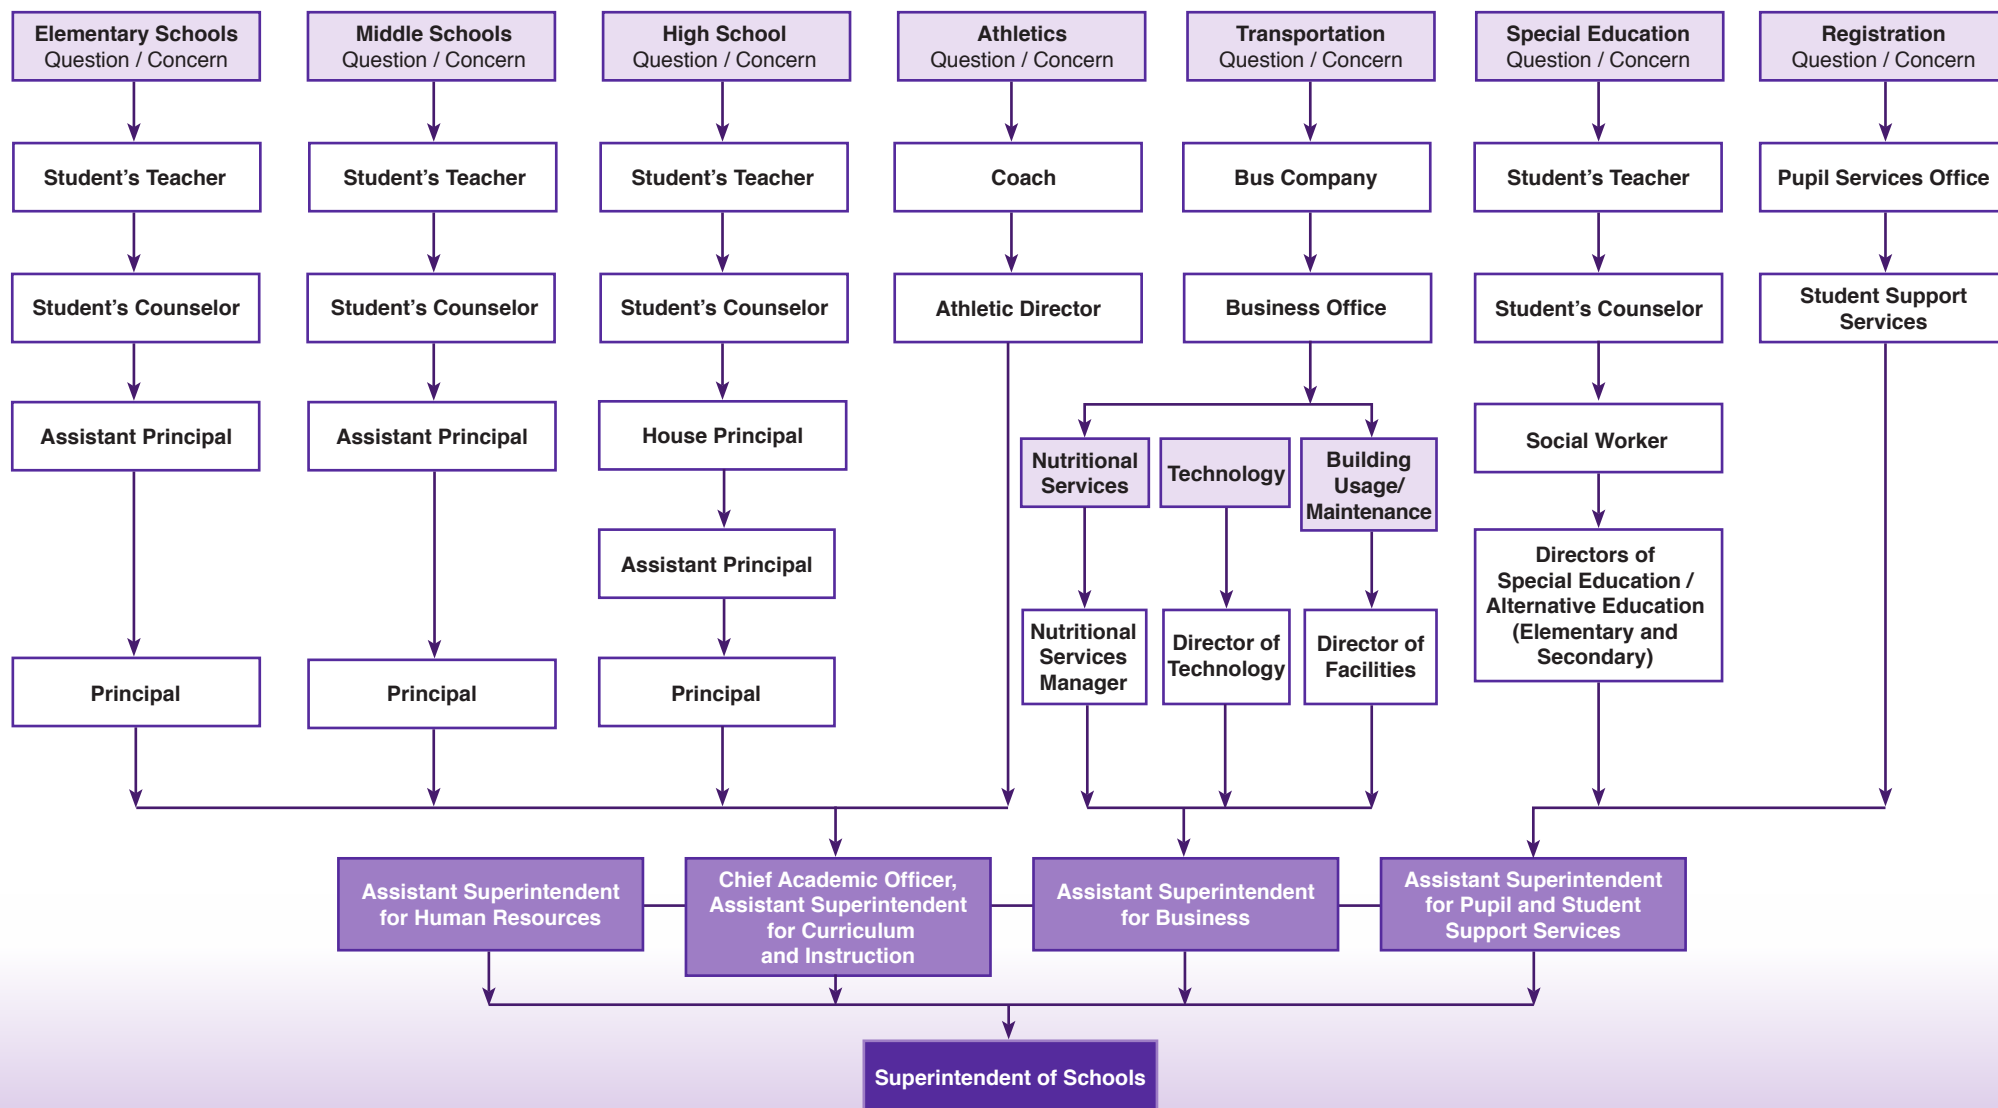 Elementary Schools
Question / Concern
Middle Schools
Question / Concern
High School
Question / Concern
Athletics
Question / Concern
Transportation
Question / Concern
Special Education
Question / Concern
Registration
Question / Concern
Student’s Teacher
Student’s Teacher
Student’s Teacher
Coach
Bus Company
Student’s Teacher
Pupil Services Office
Student’s Counselor
Student’s Counselor
Student’s Counselor
Athletic Director
Business Office
Student’s Counselor
Student Support
Services
Assistant Principal
Assistant Principal
House Principal
Social Worker
Nutritional
Services
Technology
Building
Usage/
Maintenance
Assistant Principal
Directors of
Special Education /
Alternative Education
(Elementary and
Secondary)
Principal
Principal
Principal
Nutritional
Services
Manager
Director of
Technology
Director of
Facilities
Assistant Superintendent
for Human Resources
Chief Academic Officer,
Assistant Superintendent
for Curriculum
and Instruction
Assistant Superintendent
for Business
Assistant Superintendent
for Pupil and Student
Support Services
Superintendent of Schools